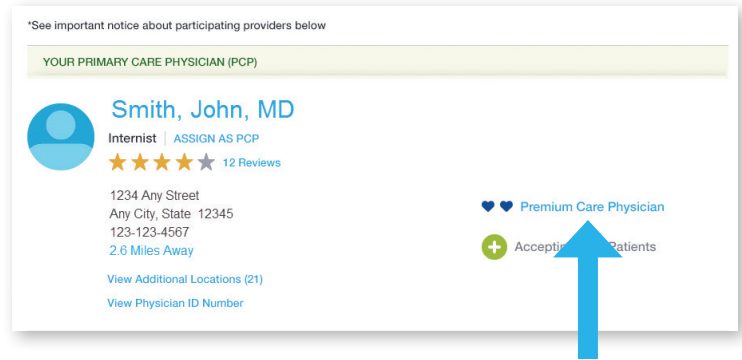 *See important notice about participating providers below
YOUR PRIMARY CARE PHYSICIAN (PCP)
Smith, John, MD
Internist | ASSIGN AS PCP
12 Reviews
1234 Any Street
Any City, State 12345
123-123-4567
2.6 Miles Away
View Additional Locations (21)
View Physician ID Number
Premium Care Physician
Patients